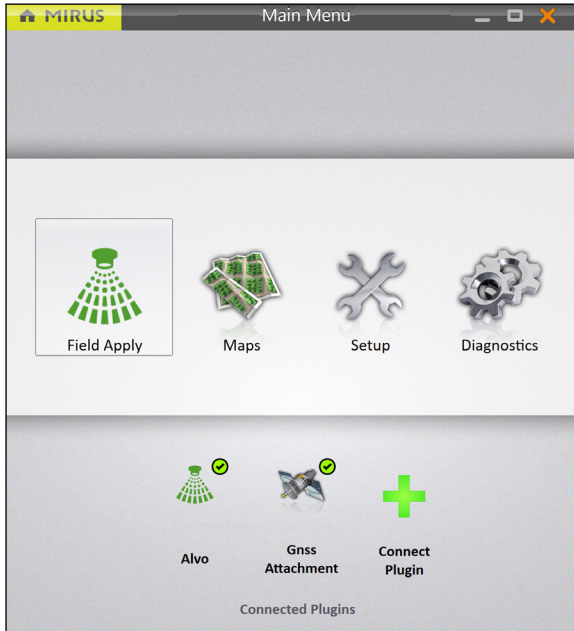 MIRUS Main Menu
Field Apply Maps Setup Diagnostics
Alvo Gnss Attachment Connect Plugin
Connected Plugins